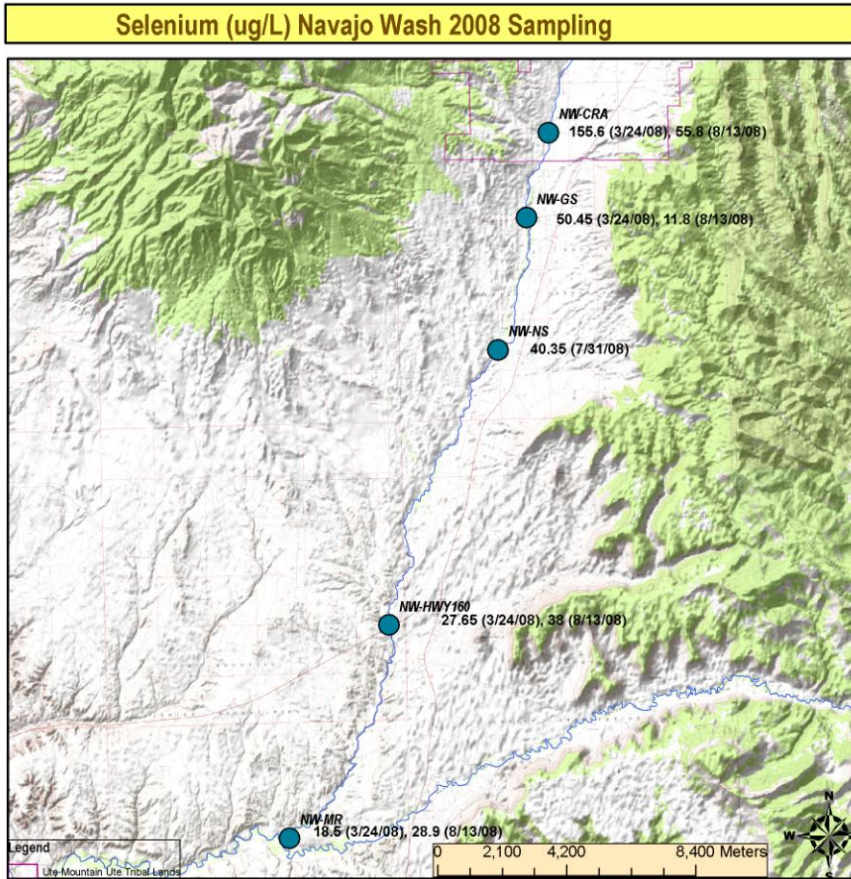 Selenium (ug/L) Navajo Wash 2008 Sampling
NW-CRA
155.6 (3/24/08), 55.8 (8/13/08)
NW-GS
50.45 (3/24/08), 11.8 (8/13/08)
NW-NS
40.35 (7/31/08)
NW-HWY160
27.65 (3/24/08), 38 (8/13/08)
NW-MR
18.5 (3/24/08), 28.9 (8/13/08)
Legend
Ute Mountain Ute Tribal Lands
0 2,100 4,200 8,400 Meters
N
W
S